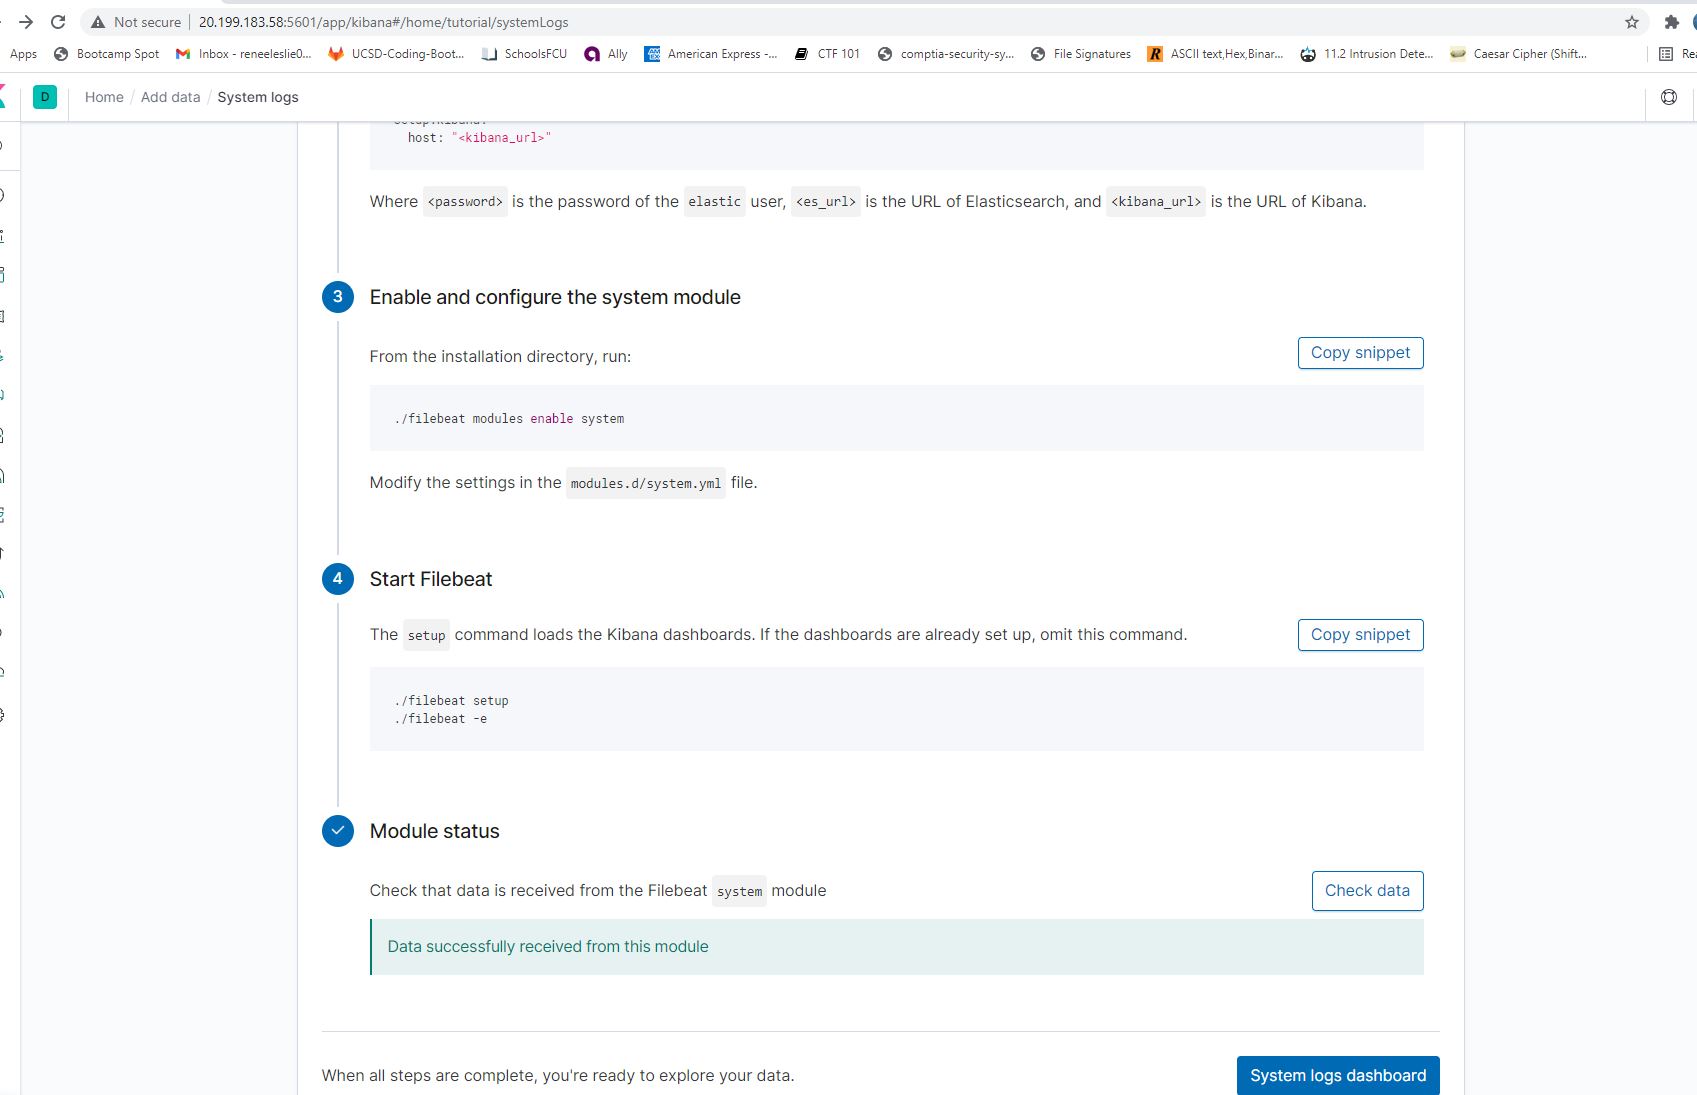 Not secure 20.199.183.58:5601/app/kibana#/home/tutorial/systemLogs
Apps Bootcamp Spot Inbox - reneeleslie0... UCSD-Coding-Boot... SchoolsFCU Ally American Express -... CTF 101 comptia-security-sy... File Signatures ASCII text,Hex,Binar... 11.2 Intrusion Dete... Caesar Cipher (Shift...
D Home / Add data / System logs
setup.kibana:
host: "<kibana_url>"
Where <password> is the password of the elastic user, <es_url> is the URL of Elasticsearch, and <kibana_url> is the URL of Kibana.
3 Enable and configure the system module
From the installation directory, run: Copy snippet
./filebeat modules enable system
Modify the settings in the modules.d/system.yml file.
4 Start Filebeat
The setup command loads the Kibana dashboards. If the dashboards are already set up, omit this command. Copy snippet
./filebeat setup
./filebeat -e
Module status
Check that data is received from the Filebeat system module Check data
Data successfully received from this module
When all steps are complete, you're ready to explore your data. System logs dashboard